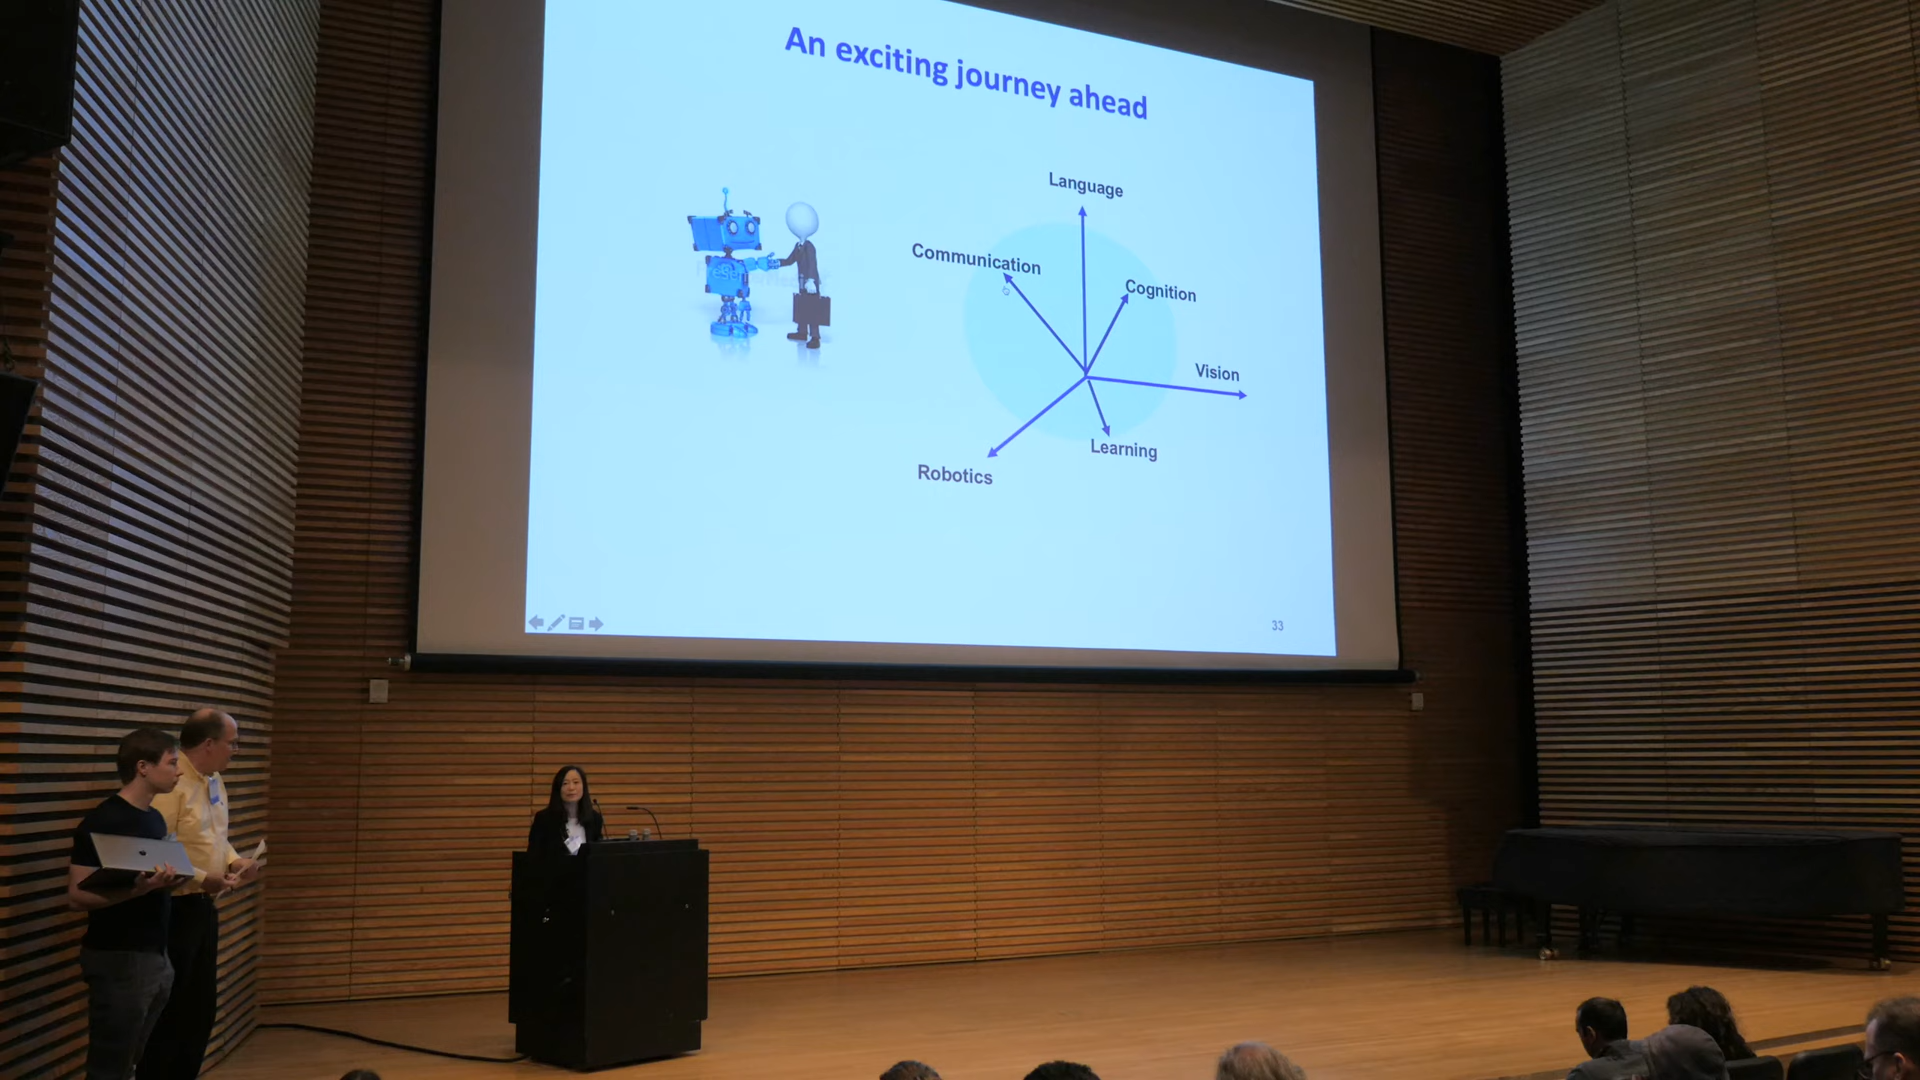 An exciting journey ahead
Language
Communication
Cognition
Vision
Learning
Robotics
33